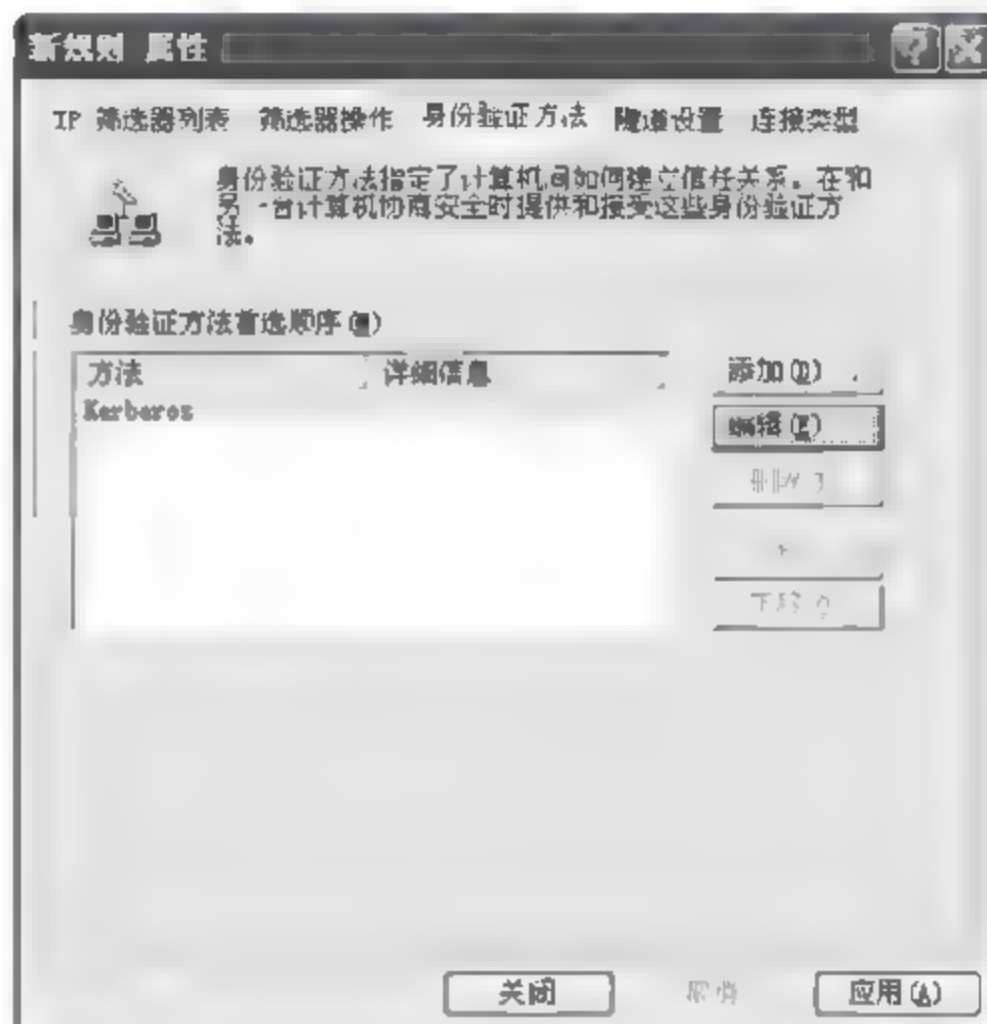 新规则 属性
IP 筛选器列表 筛选器操作 身份验证方法 隧道设置 连接类型
身份验证方法指定了计算机间如何建立信任关系。在和
另一台计算机协商安全时提供和接受这些身份验证方
法。
身份验证方法首选顺序
方法 详细信息
添加(D)
Kerberos
编辑(E)
删除
下移
关闭
取消
应用(A)